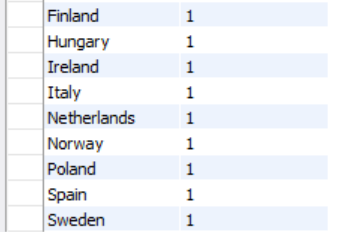 Finland 1
Hungary 1
Ireland 1
Italy 1
Netherlands 1
Norway 1
Poland 1
Spain 1
Sweden 1